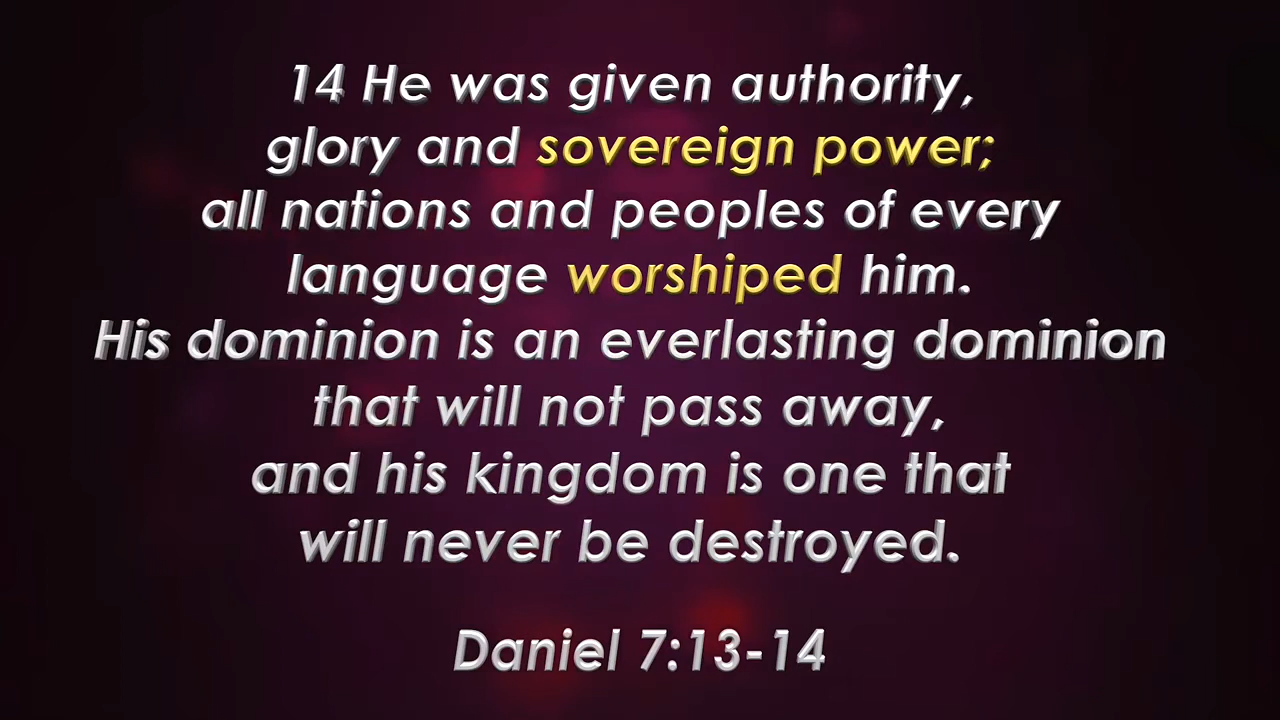 14 He was given authority,
glory and sovereign power;
all nations and peoples of every
language worshiped him.
His dominion is an everlasting dominion
that will not pass away,
and his kingdom is one that
will never be destroyed.
Daniel 7:13-14